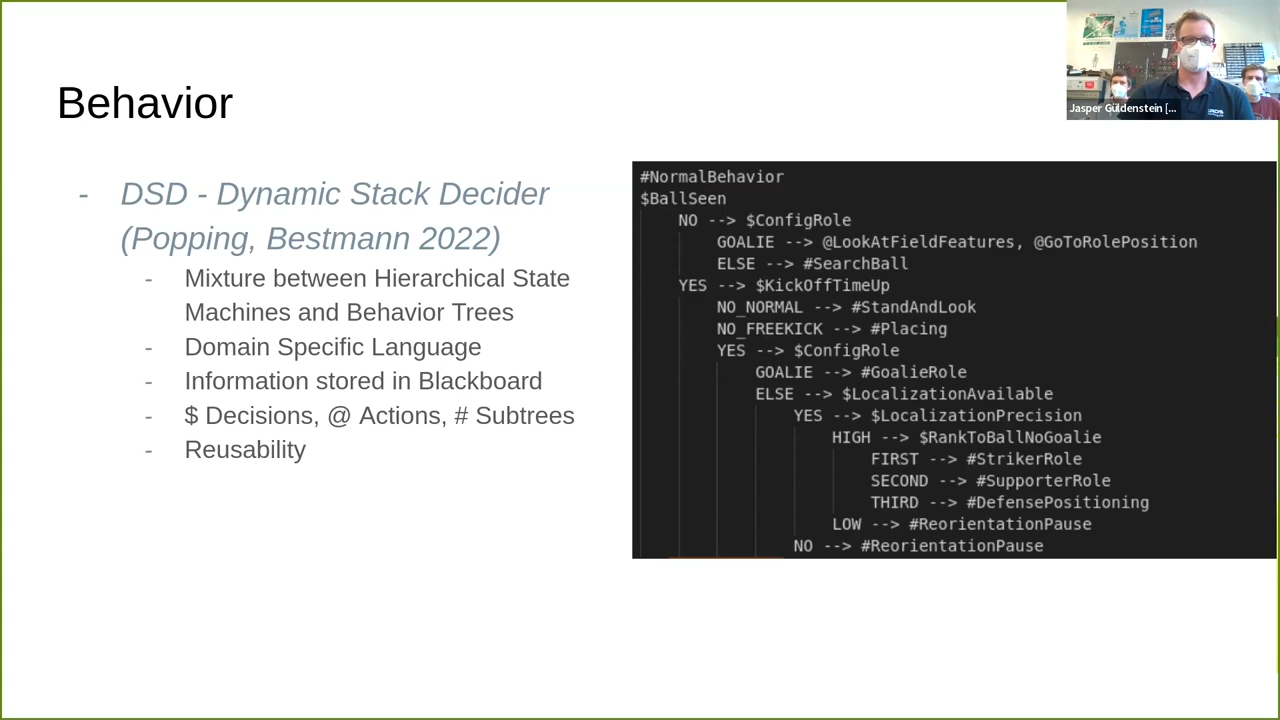 Behavior
- DSD - Dynamic Stack Decider
(Popping, Bestmann 2022)
- Mixture between Hierarchical State
Machines and Behavior Trees
- Domain Specific Language
- Information stored in Blackboard
- $ Decisions, @ Actions, # Subtrees
- Reusability
#NormalBehavior
$BallSeen
NO --> $ConfigRole
GOALIE --> @LookAtFieldFeatures, @GoToRolePosition
ELSE --> #SearchBall
YES --> $KickOffTimeUp
NO_NORMAL --> #StandAndLook
NO_FREEKICK --> #Placing
YES --> $ConfigRole
GOALIE --> #GoalieRole
ELSE --> $LocalizationAvailable
YES --> $LocalizationPrecision
HIGH --> $RankToBallNoGoalie
FIRST --> #StrikerRole
SECOND --> #SupporterRole
THIRD --> #DefensePositioning
LOW --> #ReorientationPause
NO --> #ReorientationPause
Jasper Güldenstein [...